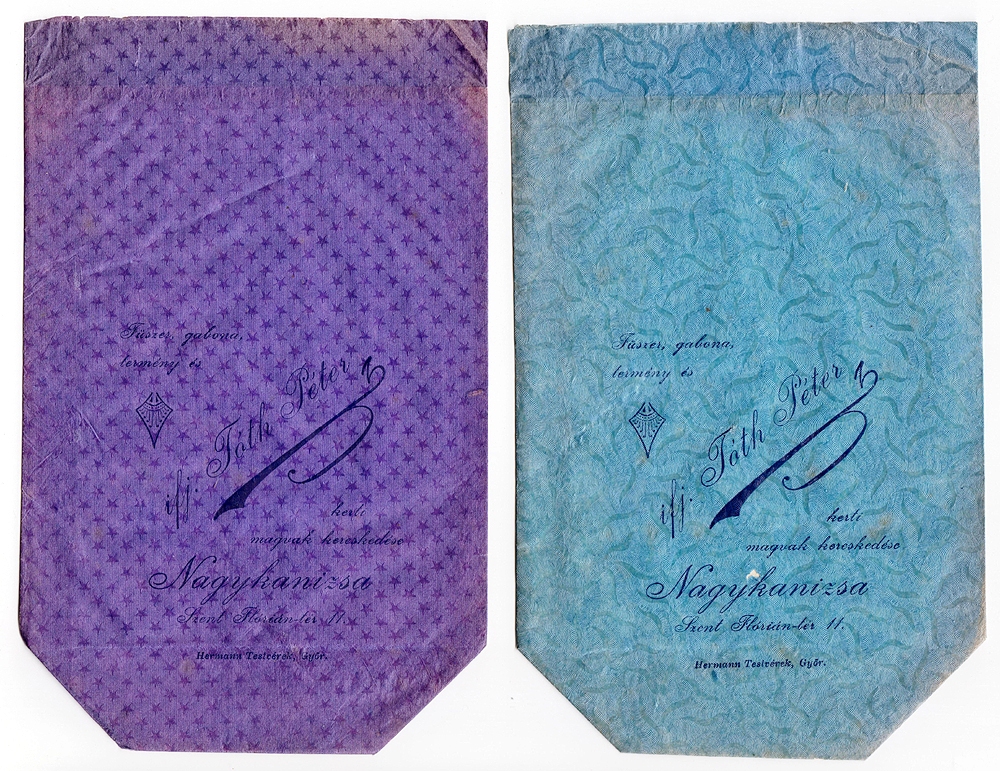 Fűszer, gabona,
termény és
ifj. Tóth Péter
kerti
magvak kereskedése
Nagykanizsa
Szent Flórián-tér 11.
Hermann Testvérek, Győr.
Fűszer, gabona,
termény és
ifj. Tóth Péter
kerti
magvak kereskedése
Nagykanizsa
Szent Flórián-tér 11.
Hermann Testvérek, Győr.